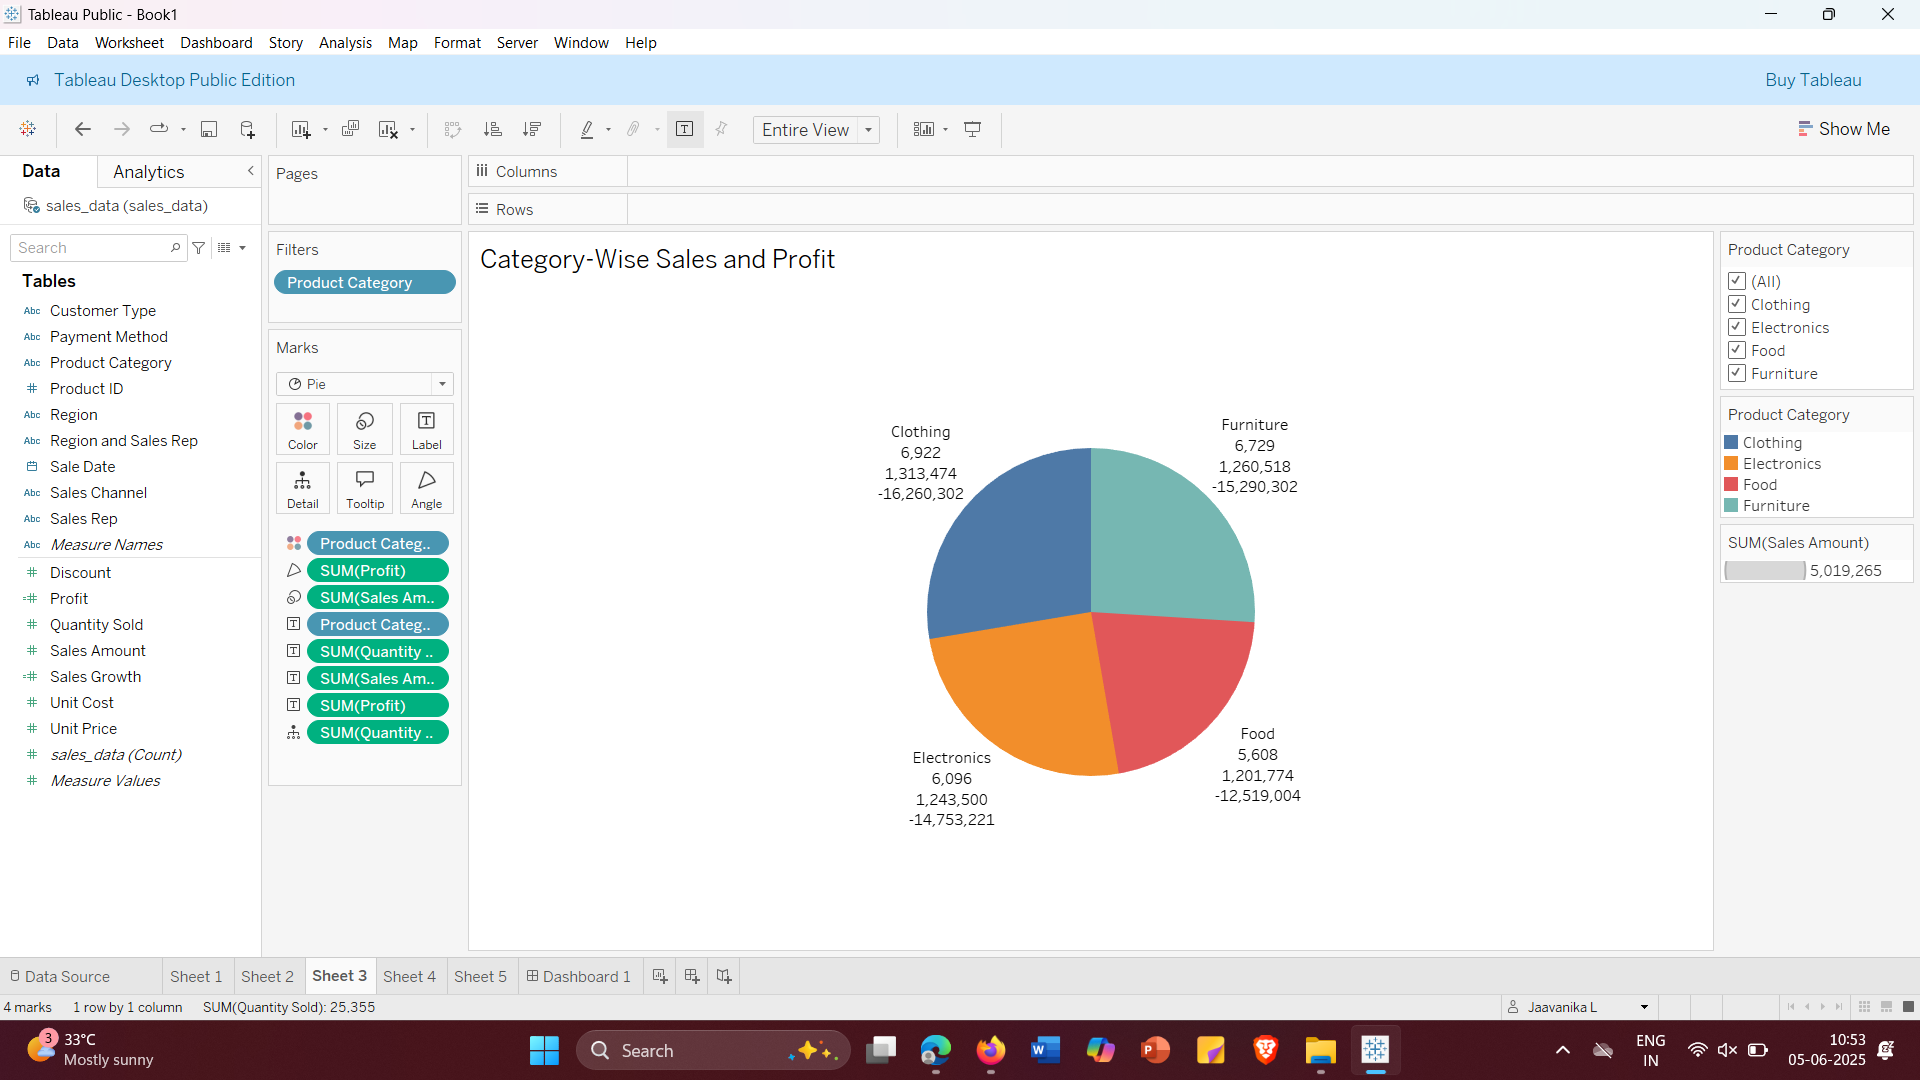 Tableau Public - Book1
File Data Worksheet Dashboard Story Analysis Map Format Server Window Help
Tableau Desktop Public Edition
Buy Tableau
Entire View
Show Me
Data
Analytics
sales_data (sales_data)
Search
Tables
Abc Customer Type
Abc Payment Method
Abc Product Category
# Product ID
Abc Region
Abc Region and Sales Rep
Sale Date
Abc Sales Channel
Abc Sales Rep
Abc Measure Names
# Discount
=# Profit
# Quantity Sold
# Sales Amount
=# Sales Growth
# Unit Cost
# Unit Price
# sales_data (Count)
# Measure Values
Pages
Filters
Product Category
Marks
Pie
Color
Size
Label
Detail
Tooltip
Angle
Product Categ..
SUM(Profit)
SUM(Sales Am..
Product Categ..
SUM(Quantity ..
SUM(Sales Am..
SUM(Profit)
SUM(Quantity ..
Columns
Rows
Category-Wise Sales and Profit
Clothing
6,922
1,313,474
-16,260,302
Furniture
6,729
1,260,518
-15,290,302
Electronics
6,096
1,243,500
-14,753,221
Food
5,608
1,201,774
-12,519,004
Product Category
(All)
Clothing
Electronics
Food
Furniture
Product Category
Clothing
Electronics
Food
Furniture
SUM(Sales Amount)
5,019,265
Data Source
Sheet 1
Sheet 2
Sheet 3
Sheet 4
Sheet 5
Dashboard 1
4 marks
1 row by 1 column
SUM(Quantity Sold): 25,355
Jaavanika L
3
33°C
Mostly sunny
Search
ENG
IN
10:53
05-06-2025